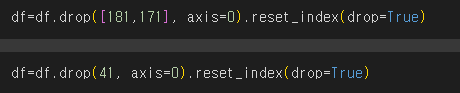 df=df.drop([181,171], axis=0).reset_index(drop=True)
df=df.drop(41, axis=0).reset_index(drop=True)